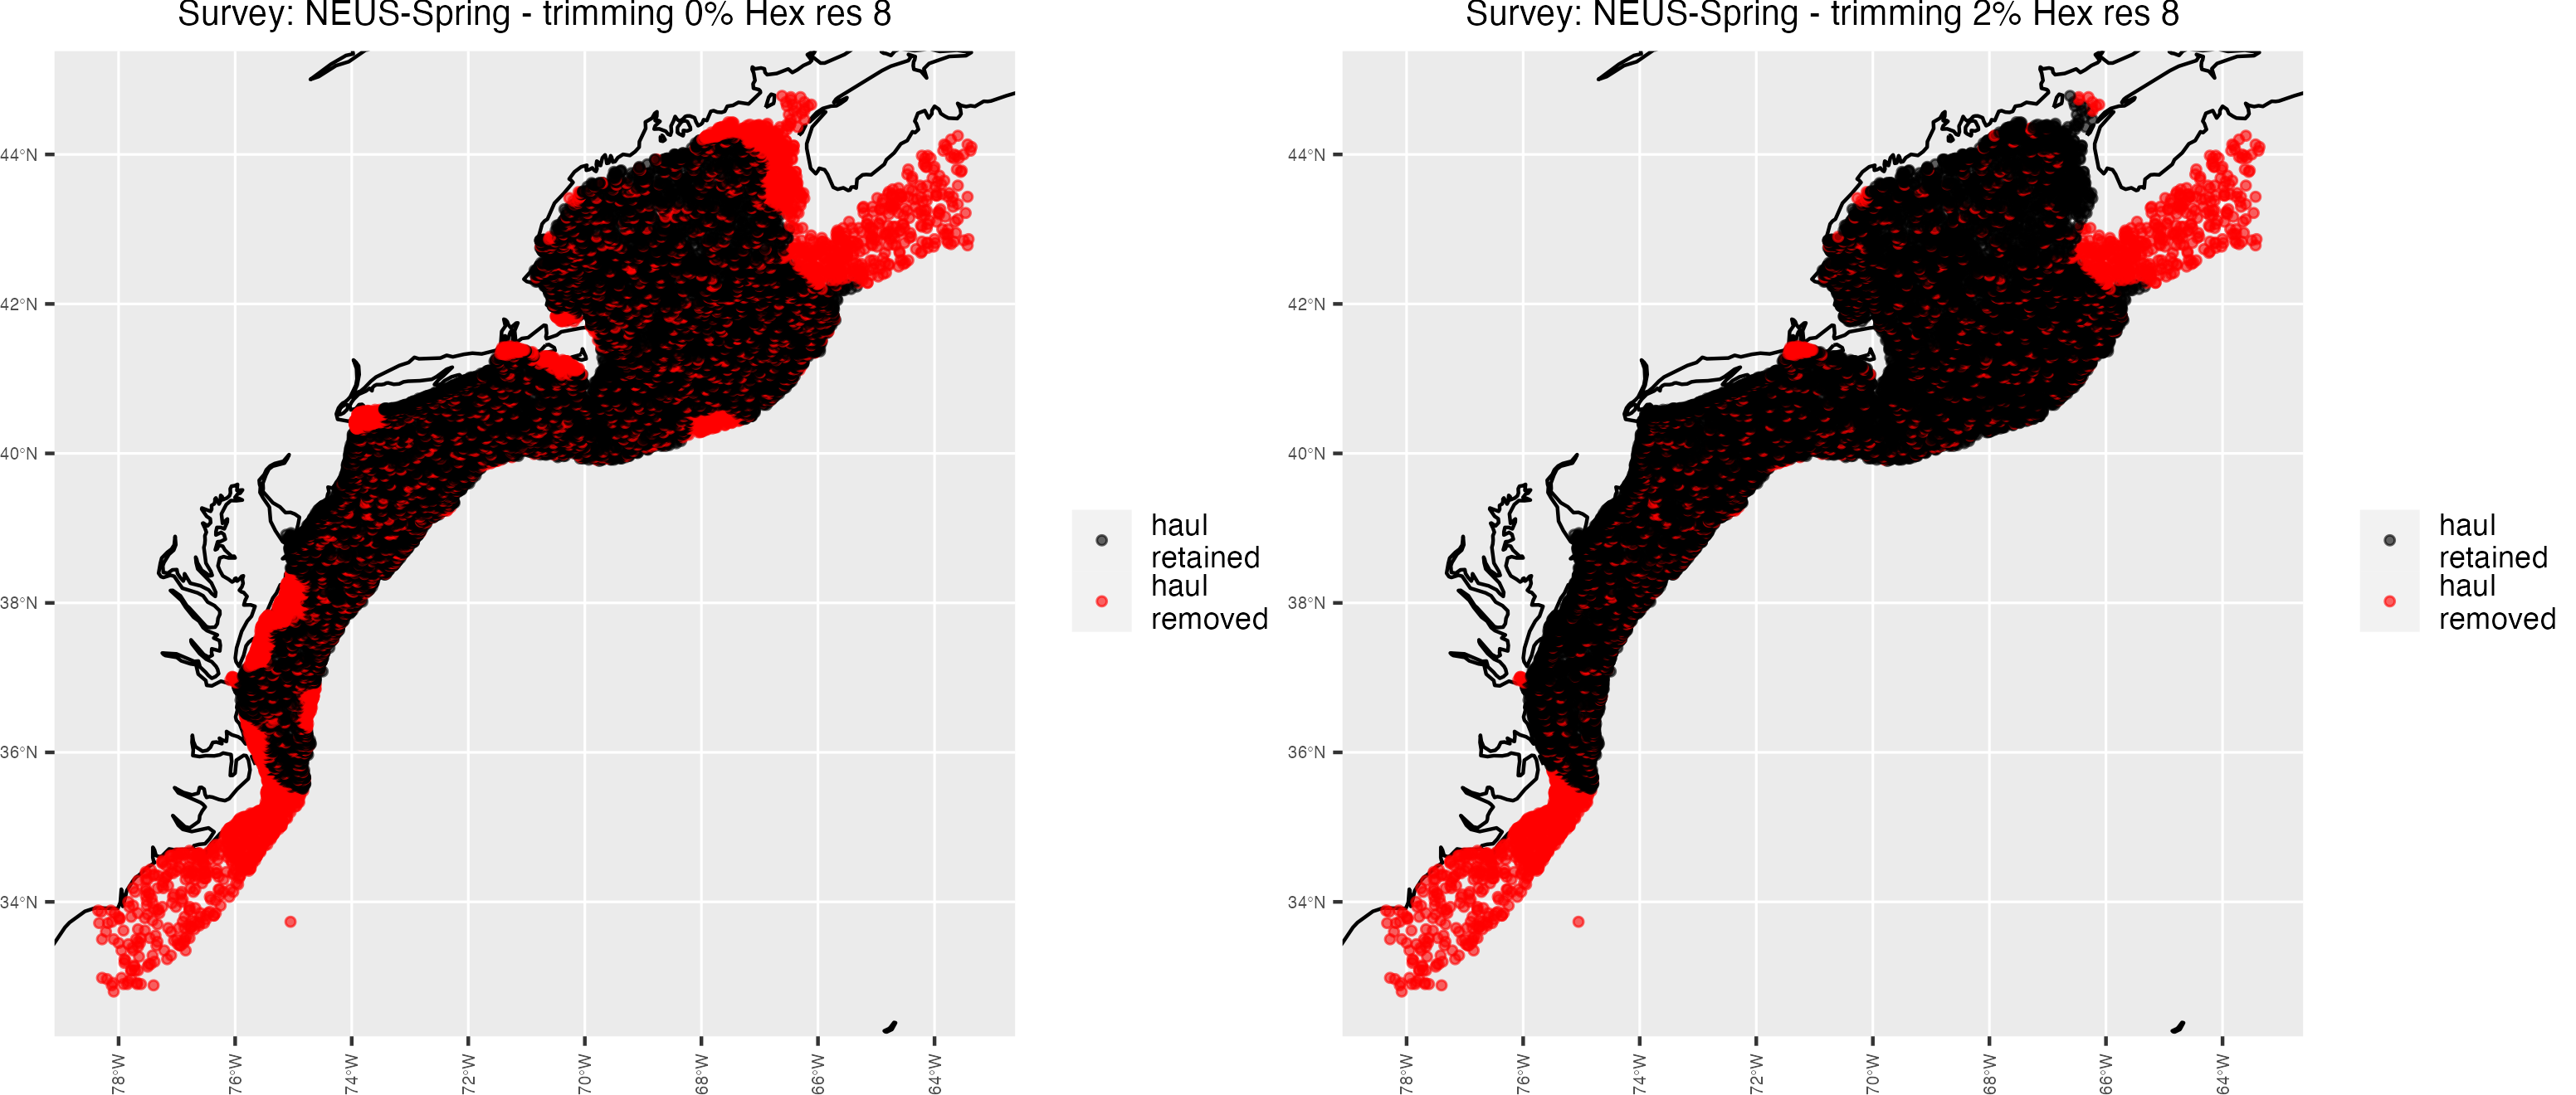 Survey: NEUS-Spring - trimming 0% Hex res 8
44°N
42°N
40°N
38°N
36°N
34°N
78°W
76°W
74°W
72°W
70°W
68°W
66°W
64°W
haul
retained
haul
removed
Survey: NEUS-Spring - trimming 2% Hex res 8
44°N
42°N
40°N
38°N
36°N
34°N
78°W
76°W
74°W
72°W
70°W
68°W
66°W
64°W
haul
retained
haul
removed